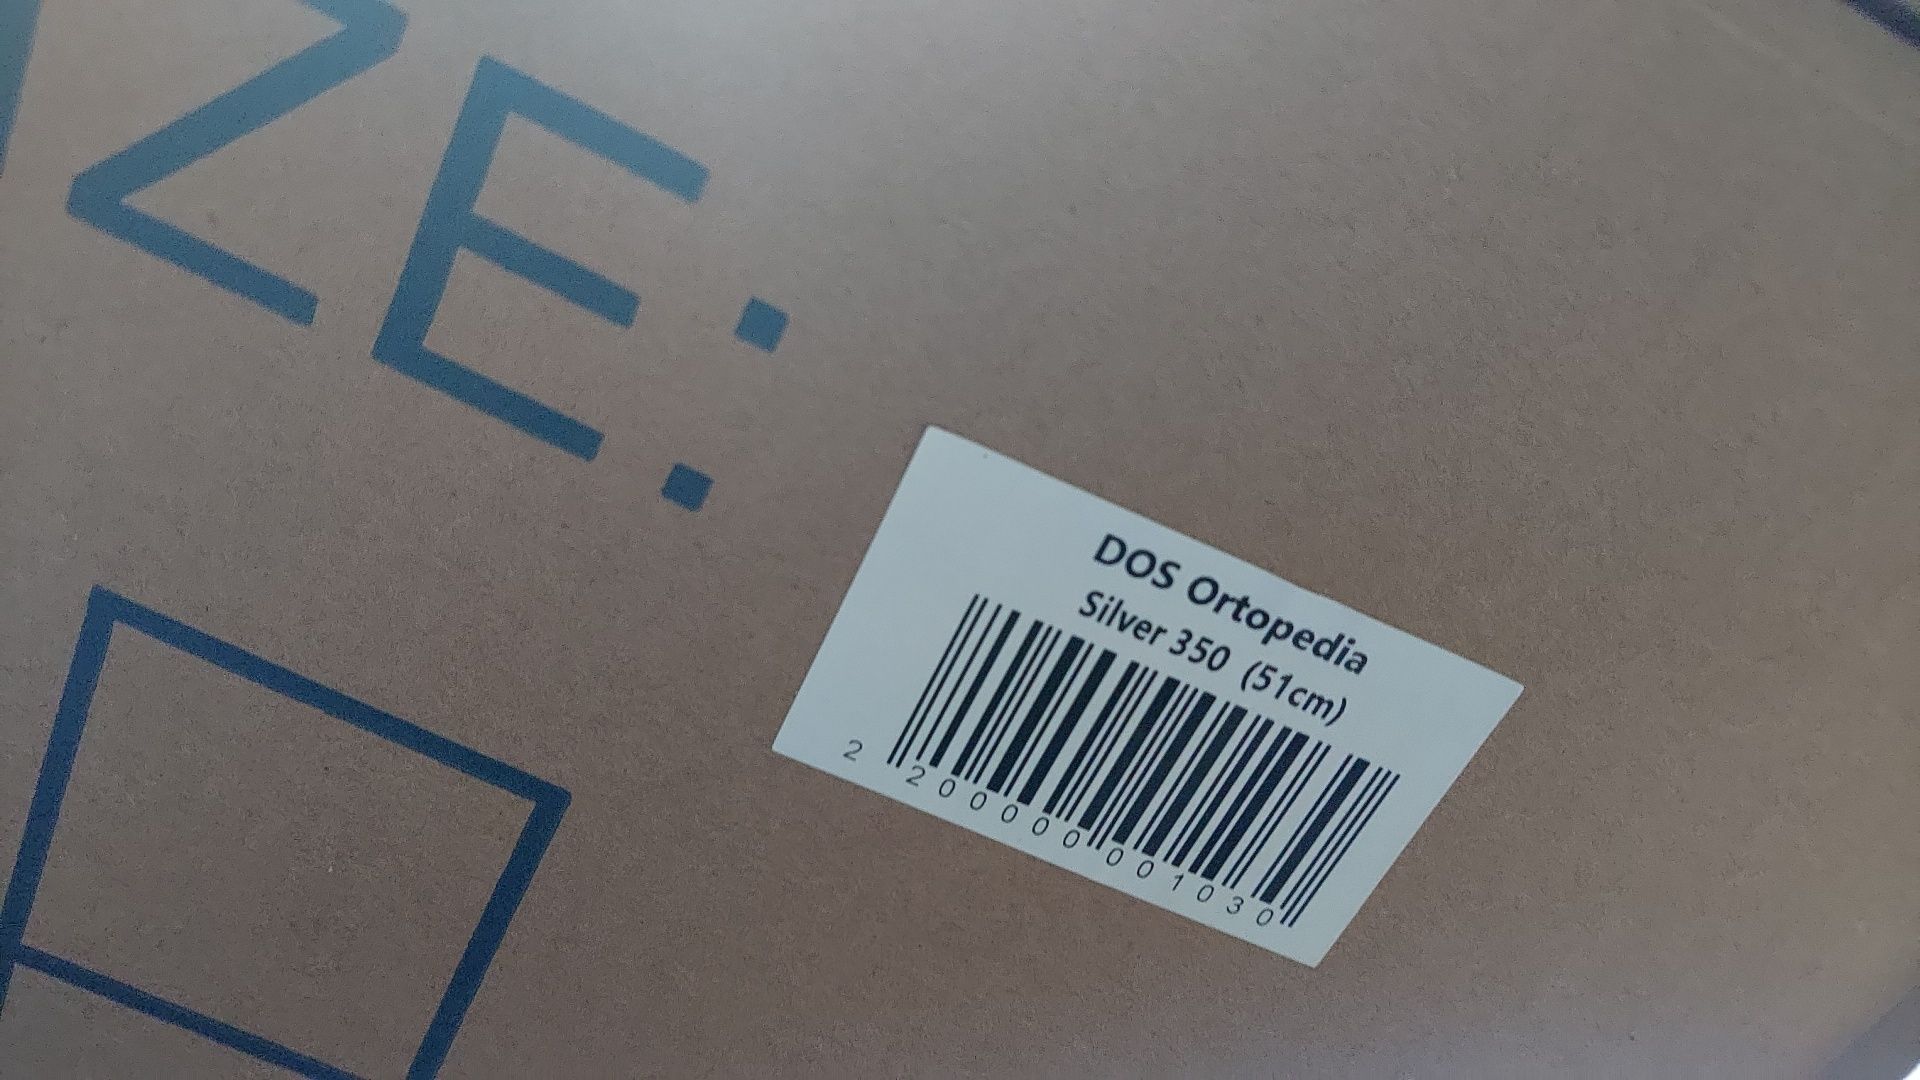 ZE:
DOS Ortopedia
Silver 350 (51cm)
2 200000 001030